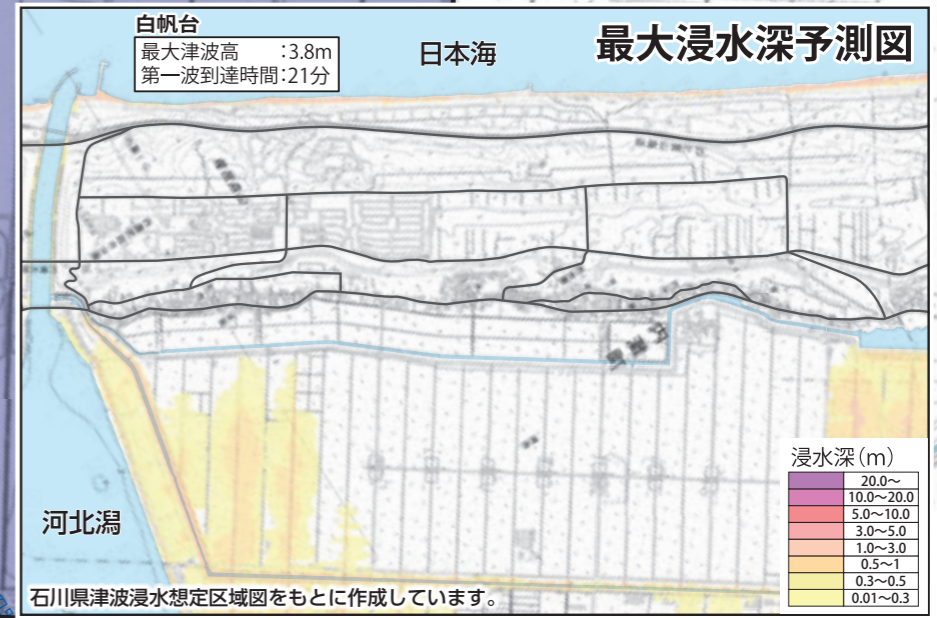 白帆台
最大津波高　:3.8m
第一波到達時間:21分
日本海
最大浸水深予測図
河北潟
浸水深(m)
20.0~
10.0~20.0
5.0~10.0
3.0~5.0
1.0~3.0
0.5~1
0.3~0.5
0.01~0.3
石川県津波浸水想定区域図をもとに作成しています。